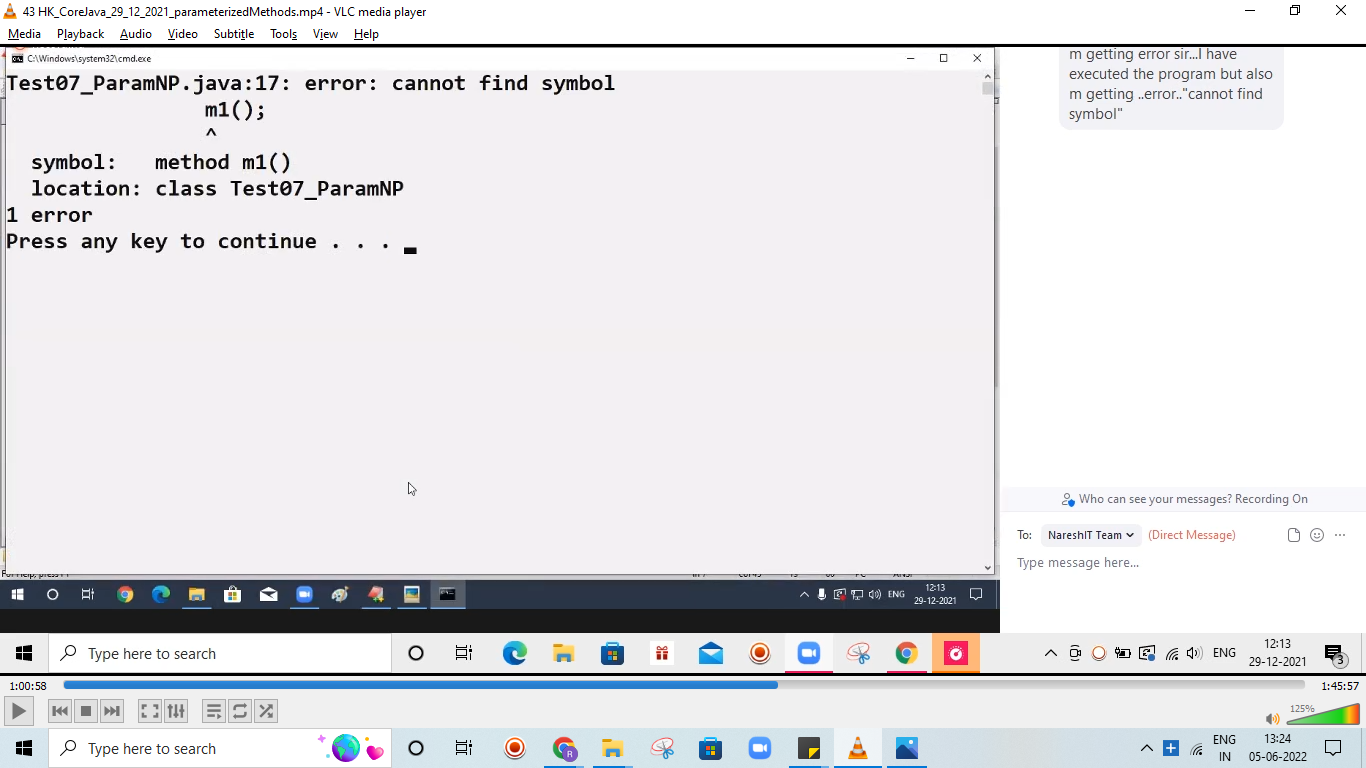 43 HK_CoreJava_29_12_2021_parameterizedMethods.mp4 - VLC media player
Media Playback Audio Video Subtitle Tools View Help
C:\Windows\system32\cmd.exe
Test07_ParamNP.java:17: error: cannot find symbol
m1();
^
symbol: method m1()
location: class Test07_ParamNP
1 error
Press any key to continue . . .
m getting error sir...I have
executed the program but also
m getting ..error.."cannot find
symbol"
Who can see your messages? Recording On
To: NareshIT Team (Direct Message)
Type message here...
ENG
12:13
29-12-2021
Type here to search
ENG
12:13
29-12-2021
3
1:00:58
1:45:57
125%
Type here to search
ENG
IN
13:24
05-06-2022